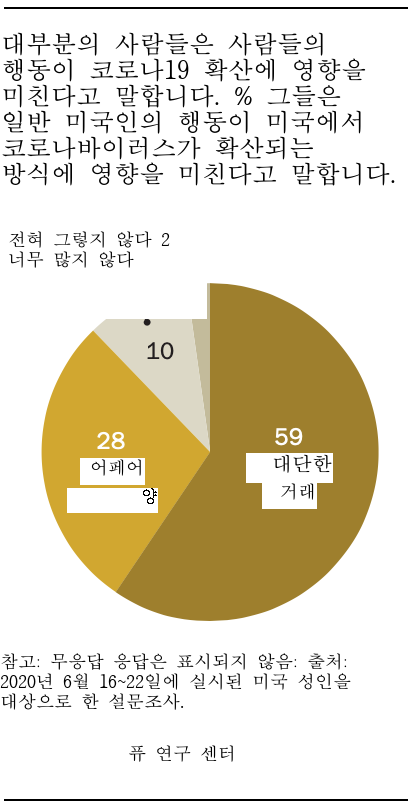 대부분의 사람들은 사람들의
행동이 코로나19 확산에 영향을
미친다고 말합니다. % 그들은
일반 미국인의 행동이 미국에서
코로나바이러스가 확산되는
방식에 영향을 미친다고 말합니다.
전혀 그렇지 않다 2
너무 많지 않다
10
28
어페어
양
59
대단한
거래
참고: 무응답 응답은 표시되지 않음: 출처:
2020년 6월 16~22일에 실시된 미국 성인을
대상으로 한 설문조사.
퓨 연구 센터